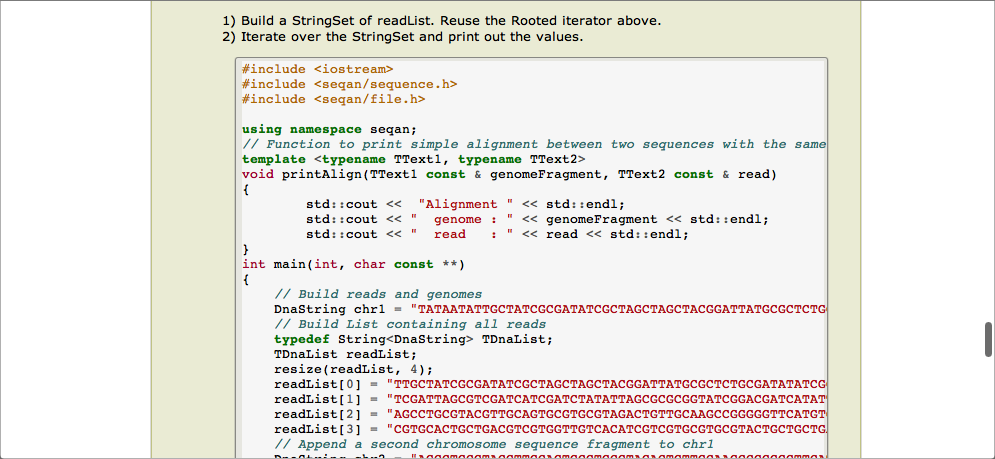 1) Build a StringSet of readList. Reuse the Rooted iterator above.
2) Iterate over the StringSet and print out the values.
#include <iostream>
#include <seqan/sequence.h>
#include <seqan/file.h>
using namespace seqan;
// Function to print simple alignment between two sequences with the same
template <typename TText1, typename TText2>
void printAlign(TText1 const & genomeFragment, TText2 const & read)
{
        std::cout <<  "Alignment " << std::endl;
        std::cout << "  genome : " << genomeFragment << std::endl;
        std::cout << "  read   : " << read << std::endl;
}
int main(int, char const **)
{
    // Build reads and genomes
    DnaString chr1 = "TATAATATTGCTATCGCGATATCGCTAGCTAGCTACGGATTATGCGCTCTG
    // Build List containing all reads
    typedef String<DnaString> TDnaList;
    TDnaList readList;
    resize(readList, 4);
    readList[0] = "TTGCTATCGCGATATCGCTAGCTAGCTACGGATTATGCGCTCTGCGATATATCG
    readList[1] = "TCGATTAGCGTCGATCATCGATCTATATTAGCGCGCGGTATCGGACGATCATAT
    readList[2] = "AGCCTGCGTACGTTGCAGTGCGTGCGTAGACTGTTGCAAGCCGGGGGTTCATGT
    readList[3] = "CGTGCACTGCTGACGTCGTGGTTGTCACATCGTCGTGCGTGCGTACTGCTGCTG
    // Append a second chromosome sequence fragment to chr1